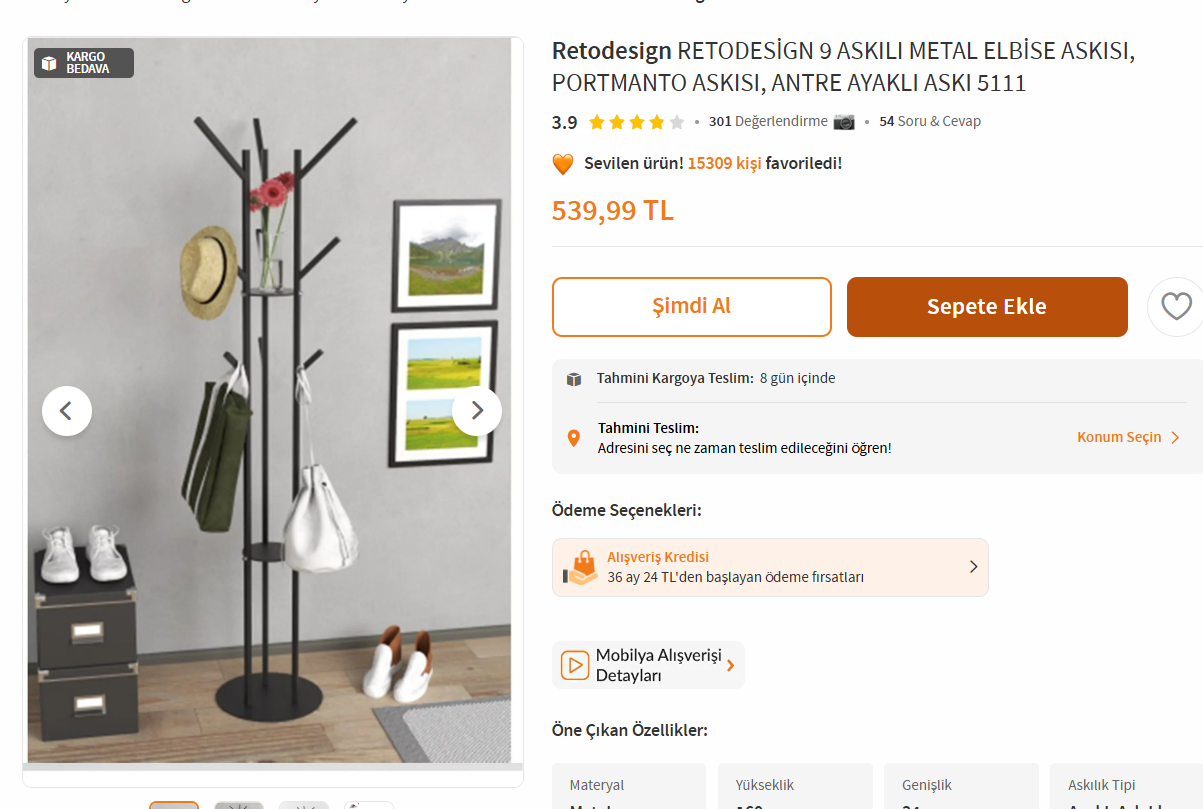 KARGO
BEDAVA
Retodesign RETODESİGN 9 ASKILI METAL ELBİSE ASKISI,
PORTMANTO ASKISI, ANTRE AYAKLI ASKI 5111
3.9 • 301 Değerlendirme • 54 Soru & Cevap
Sevilen ürün! 15309 kişi favoriledi!
539,99 TL
Şimdi Al
Sepete Ekle
Tahmini Kargoya Teslim: 8 gün içinde
Tahmini Teslim:
Adresini seç ne zaman teslim edileceğini öğren!
Konum Seçin
Ödeme Seçenekleri:
Alışveriş Kredisi
36 ay 24 TL'den başlayan ödeme fırsatları
Mobilya Alışverişi
Detayları
Öne Çıkan Özellikler:
Materyal
Yükseklik
Genişlik
Askılık Tipi